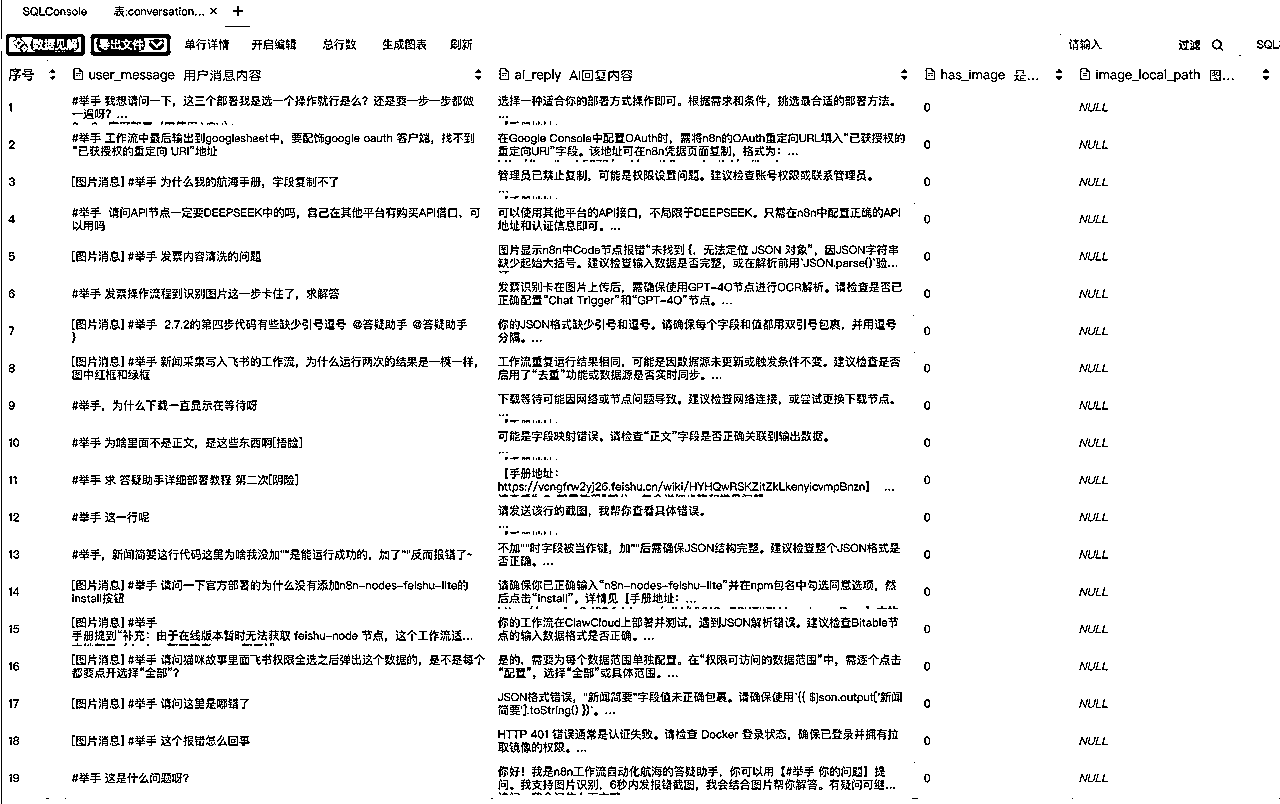 SQLConsole 表:conversation... × +
数据见解 导出文件 单行详情 开启编辑 总行数 生成图表 刷新 请输入 过滤 SQL
序号 user_message 用户消息内容 ai_reply AI回复内容 has_image 是... image_local_path 图...
1 #举手 我想请问一下，这三个部署我是选一个操作就行是么？还是要一步一步都做一遍呀？... 选择一种适合你的部署方式操作即可。根据需求和条件，挑选最合适的部署方法。 0 NULL
...
2 #举手 工作流中最后输出到googlesheet中，要配饰google oauth 客户端，找不到 在Google Console中配置OAuth时，需将n8n的OAuth重定向URL填入“已获授权的 0 NULL
“已获授权的重定向 URI”地址 重定向URI”字段。该地址可在n8n凭据页面复制，格式为：...
3 [图片消息] #举手 为什么我的航海手册，字段复制不了 管理员已禁止复制，可能是权限设置问题。建议检查账号权限或联系管理员。 0 NULL
...
4 #举手 请问API节点一定要DEEPSEEK中的吗，自己在其他平台有购买API借口、可 可以使用其他平台的API接口，不局限于DEEPSEEK。只需在n8n中配置正确的API 0 NULL
以用吗 地址和认证信息即可。...
5 [图片消息] #举手 发票内容清洗的问题 图片显示n8n中Code节点报错“未找到 {，无法定位 JSON 对象”，因JSON字符串 0 NULL
缺少起始大括号。建议检查输入数据是否完整，或在解析前用`JSON.parse()`验...
6 #举手 发票操作流程到识别图片这一步卡住了，求解答 发票识别卡在图片上传后，需确保使用GPT-4O节点进行OCR解析。请检查是否已 0 NULL
正确配置“Chat Trigger”和“GPT-4O”节点。...
7 [图片消息] #举手 2.7.2的第四步代码有些缺少引号逗号 @答疑助手 @答疑助手 你的JSON格式缺少引号和逗号。请确保每个字段和值都用双引号包裹，并用逗号 0 NULL
} 分隔。...
8 [图片消息] #举手 新闻采集写入飞书的工作流，为什么运行两次的结果是一模一样， 工作流重复运行结果相同，可能是因数据源未更新或触发条件不变。建议检查是否 0 NULL
图中红框和绿框 启用了“去重”功能或数据源是否实时同步。...
9 #举手，为什么下载一直显示在等待呀 下载等待可能因网络或节点问题导致。建议检查网络连接，或尝试更换下载节点。 0 NULL
...
10 #举手 为啥里面不是正文，是这些东西啊[捂脸] 可能是字段映射错误。请检查“正文”字段是否正确关联到输出数据。 0 NULL
...
11 #举手 求 答疑助手详细部署教程 第二次[阴险] 【手册地址： 0 NULL
https://vcngfrw2yj26.feishu.cn/wiki/HYHQwRSKZitZkLkenyicvmpBnzn】 ...
12 #举手 这一行呢 请发送该行的截图，我帮你查看具体错误。 0 NULL
...
13 #举手，新闻简要这行代码这里为啥我没加""是能运行成功的，加了""反而报错了~ 不加""时字段被当作键，加""后需确保JSON结构完整。建议检查整个JSON格式是 0 NULL
否正确。...
14 [图片消息] #举手 请问一下官方部署的为什么没有添加n8n-nodes-feishu-lite的 请确保你已正确输入“n8n-nodes-feishu-lite”并在npm包名中勾选同意选项，然 0 NULL
install按钮 后点击“Install”。详情见【手册地址：...
15 [图片消息] #举手 你的工作流在ClawCloud上部署并测试，遇到JSON解析错误。建议检查Bitable节 0 NULL
手册提到“补充：由于在线版本暂时无法获取 feishu-node 节点，这个工作流适... 点的输入数据格式是否正确。...
16 [图片消息] #举手 请问猫咪故事里面飞书权限全选之后弹出这个数据的，是不是每个 是的，需要为每个数据范围单独配置。在“权限可访问的数据范围”中，需逐个点击 0 NULL
都要点开选择“全部”？ “配置”，选择“全部”或具体范围。...
17 [图片消息] #举手 请问这里是哪错了 JSON格式错误，“新闻简要”字段值未正确包裹。请确保使用`{{ $json.output['新闻 0 NULL
简要'].toString() }}`。...
18 [图片消息] #举手 这个报错怎么回事 HTTP 401 错误通常是认证失败。请检查 Docker 登录状态，确保已登录并拥有拉 0 NULL
取镜像的权限。...
19 #举手 这是什么问题呀？ 你好！我是n8n工作流自动化航海的答疑助手，你可以用【#举手 你的问题】提 0 NULL
问。我支持图片识别，6秒内发报错截图，我会结合图片帮你解答。有疑问可继...